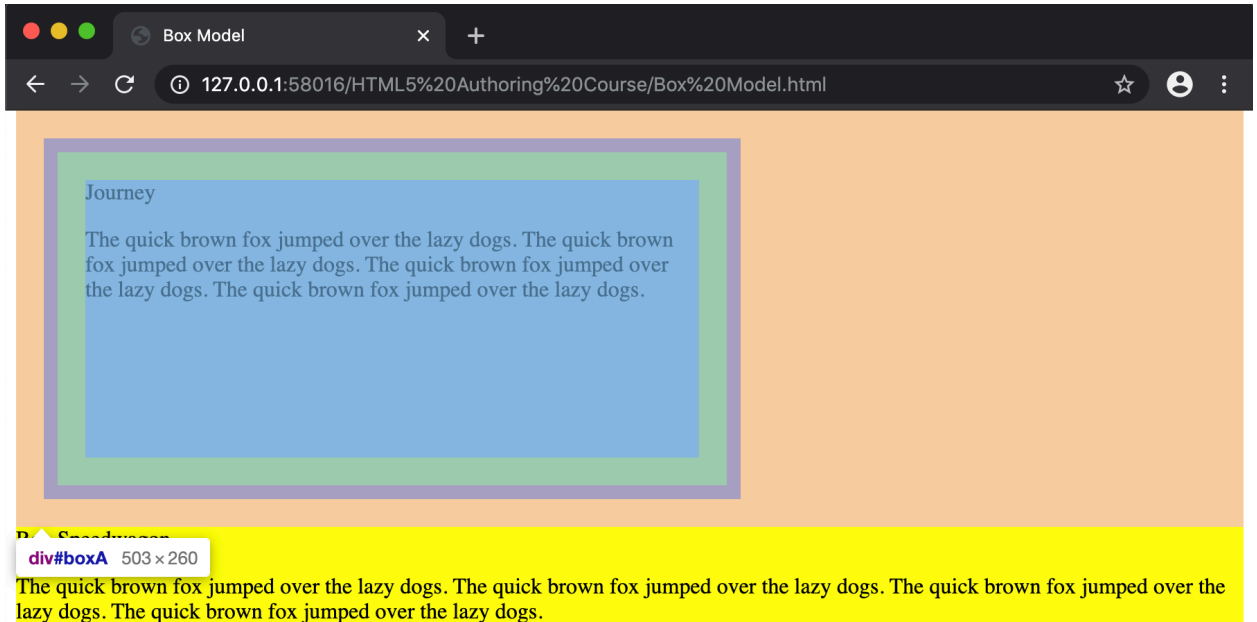 Box Model
127.0.0.1:58016/HTML5%20Authoring%20Course/Box%20Model.html
Journey
The quick brown fox jumped over the lazy dogs. The quick brown
fox jumped over the lazy dogs. The quick brown fox jumped over
the lazy dogs. The quick brown fox jumped over the lazy dogs.
Speedwagon
div#boxA 503 × 260
The quick brown fox jumped over the lazy dogs. The quick brown fox jumped over the lazy dogs. The quick brown fox jumped over the
lazy dogs. The quick brown fox jumped over the lazy dogs.